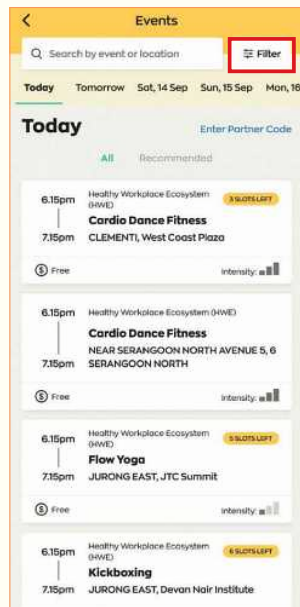 Events
Search by event or location
Filter
Today Tomorrow Sat, 14 Sep Sun, 15 Sep Mon, 16
Today
Enter Partner Code
All Recommended
6.15pm
7.15pm
Healthy Workplace Ecosystem
(HWE)
3 SLOTS LEFT
Cardio Dance Fitness
CLEMENTI, West Coast Plaza
$ Free
Intensity:
6.15pm
7.15pm
Healthy Workplace Ecosystem (HWE)
Cardio Dance Fitness
NEAR SERANGOON NORTH AVENUE 5, 6
SERANGOON NORTH
$ Free
Intensity:
6.15pm
7.15pm
Healthy Workplace Ecosystem
(HWE)
5 SLOTS LEFT
Flow Yoga
JURONG EAST, JTC Summit
$ Free
Intensity:
6.15pm
7.15pm
Healthy Workplace Ecosystem
(HWE)
6 SLOTS LEFT
Kickboxing
JURONG EAST, Devan Nair Institute